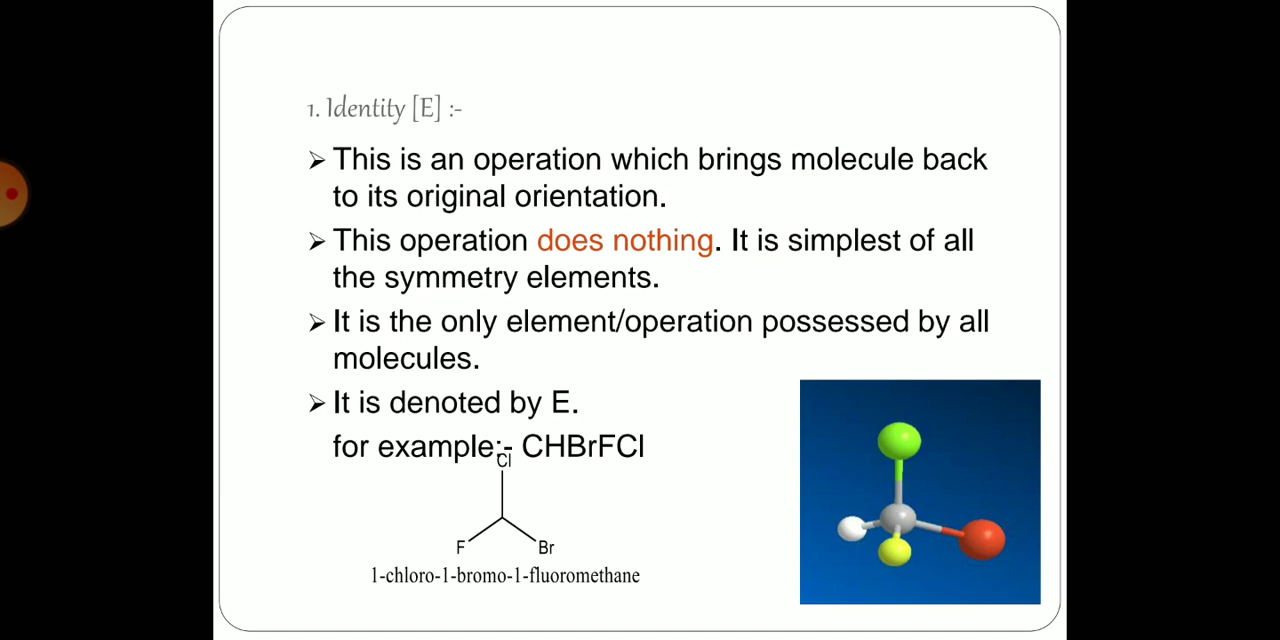 1. Identity [E] :-
➢ This is an operation which brings molecule back
to its original orientation.
➢ This operation does nothing. It is simplest of all
the symmetry elements.
➢ It is the only element/operation possessed by all
molecules.
➢ It is denoted by E.
for example:- CHBrFCl
Cl
F Br
1-chloro-1-bromo-1-fluoromethane